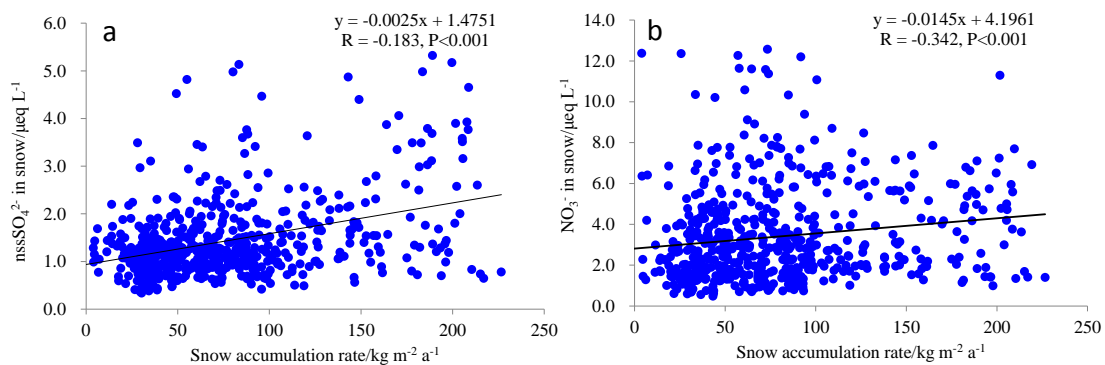 a
y = -0.0025x + 1.4751
R = -0.183, P<0.001
6.0
5.0
4.0
3.0
2.0
1.0
0.0
nssSO₄²⁻ in snow/μeq L⁻¹
0 50 100 150 200 250
Snow accumulation rate/kg m⁻² a⁻¹
b
y = -0.0145x + 4.1961
R = -0.342, P<0.001
14.0
12.0
10.0
8.0
6.0
4.0
2.0
0.0
NO₃⁻ in snow/μeq L⁻¹
0 50 100 150 200 250
Snow accumulation rate/kg m⁻² a⁻¹